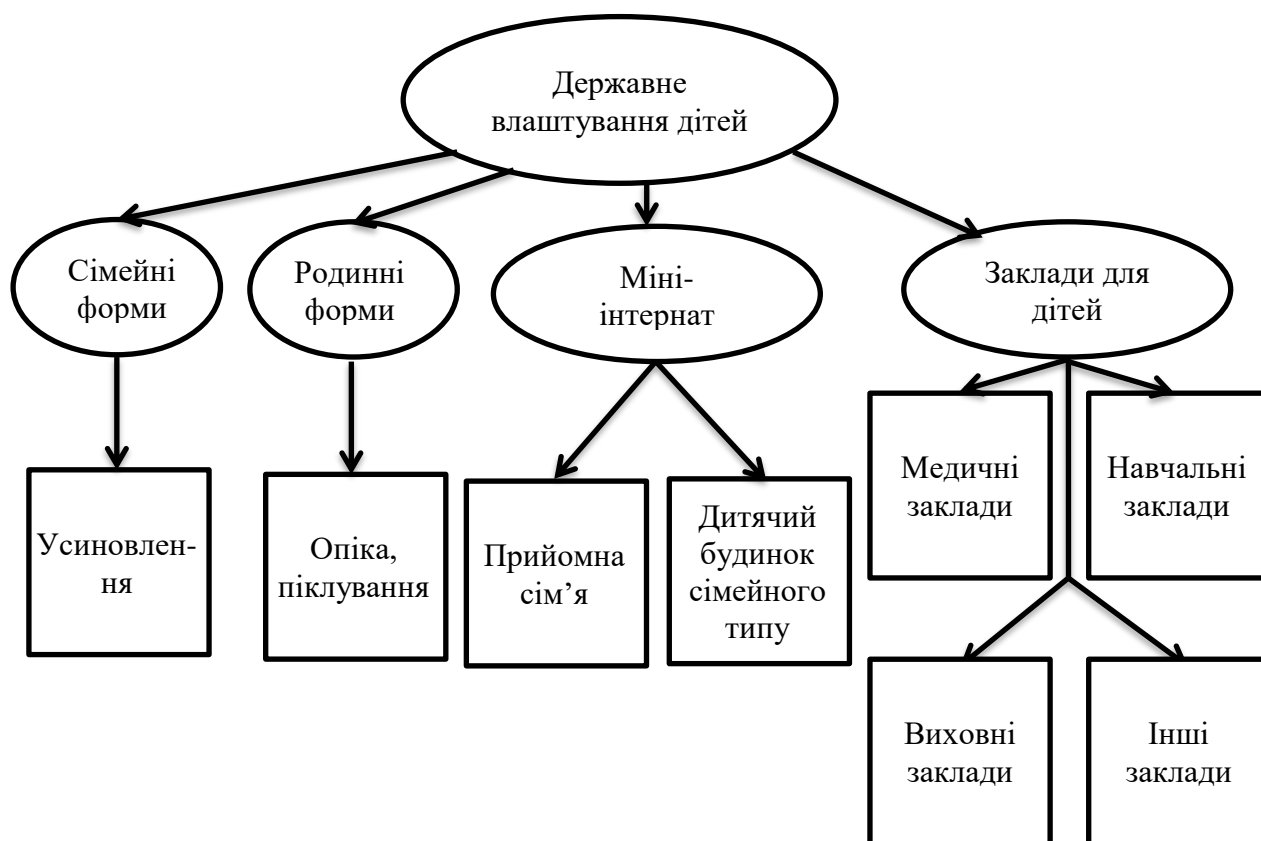 Державне
влаштування дітей
Сімейні
форми
Родинні
форми
Міні-
інтернат
Заклади для
дітей
Усиновлен-
ня
Опіка,
піклування
Прийомна
сім’я
Дитячий
будинок
сімейного
типу
Медичні
заклади
Навчальні
заклади
Виховні
заклади
Інші
заклади